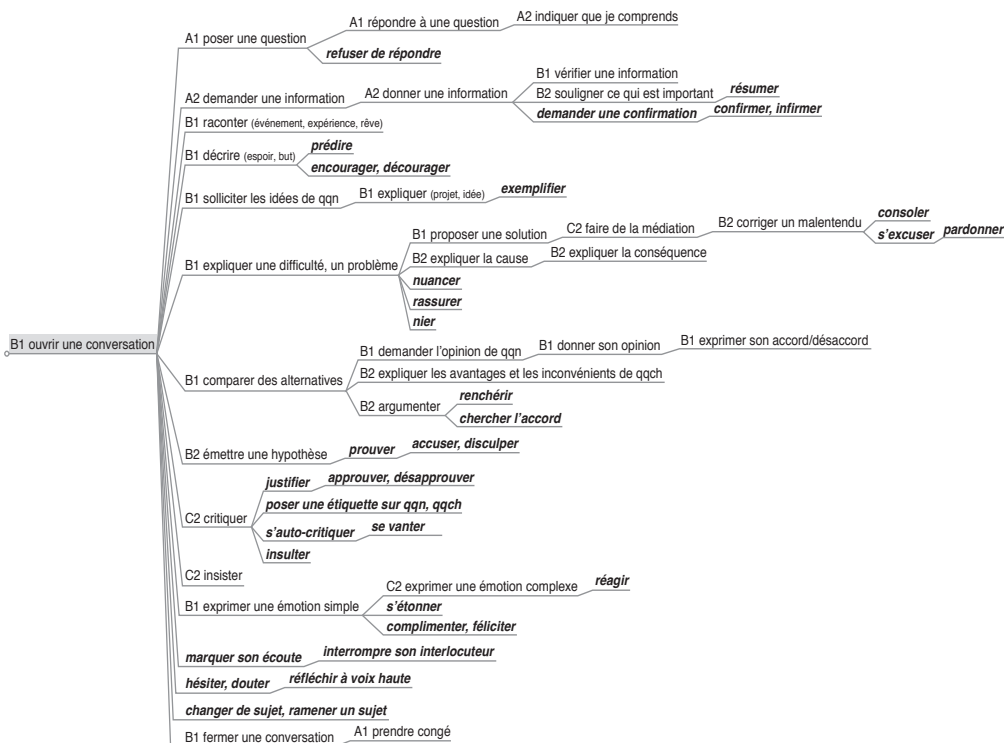 A1 poser une question
A1 répondre à une question
A2 indiquer que je comprends
refuser de répondre
A2 demander une information
A2 donner une information
B1 vérifier une information
B2 souligner ce qui est important
résumer
demander une confirmation
confirmer, infirmer
B1 raconter (événement, expérience, rêve)
B1 décrire (espoir, but)
prédire
encourager, décourager
B1 solliciter les idées de qqn
B1 expliquer (projet, idée)
exemplifier
B1 expliquer une difficulté, un problème
B1 proposer une solution
C2 faire de la médiation
B2 corriger un malentendu
consoler
s'excuser
pardonner
B2 expliquer la cause
B2 expliquer la conséquence
nuancer
rassurer
nier
B1 ouvrir une conversation
B1 comparer des alternatives
B1 demander l'opinion de qqn
B1 donner son opinion
B1 exprimer son accord/désaccord
B2 expliquer les avantages et les inconvénients de qqch
B2 argumenter
renchérir
chercher l'accord
B2 émettre une hypothèse
prouver
accuser, disculper
C2 critiquer
justifier
approuver, désapprouver
poser une étiquette sur qqn, qqch
s'auto-critiquer
se vanter
insulter
C2 insister
B1 exprimer une émotion simple
C2 exprimer une émotion complexe
réagir
s'étonner
complimenter, féliciter
marquer son écoute
interrompre son interlocuteur
hésiter, douter
réfléchir à voix haute
changer de sujet, ramener un sujet
B1 fermer une conversation
A1 prendre congé